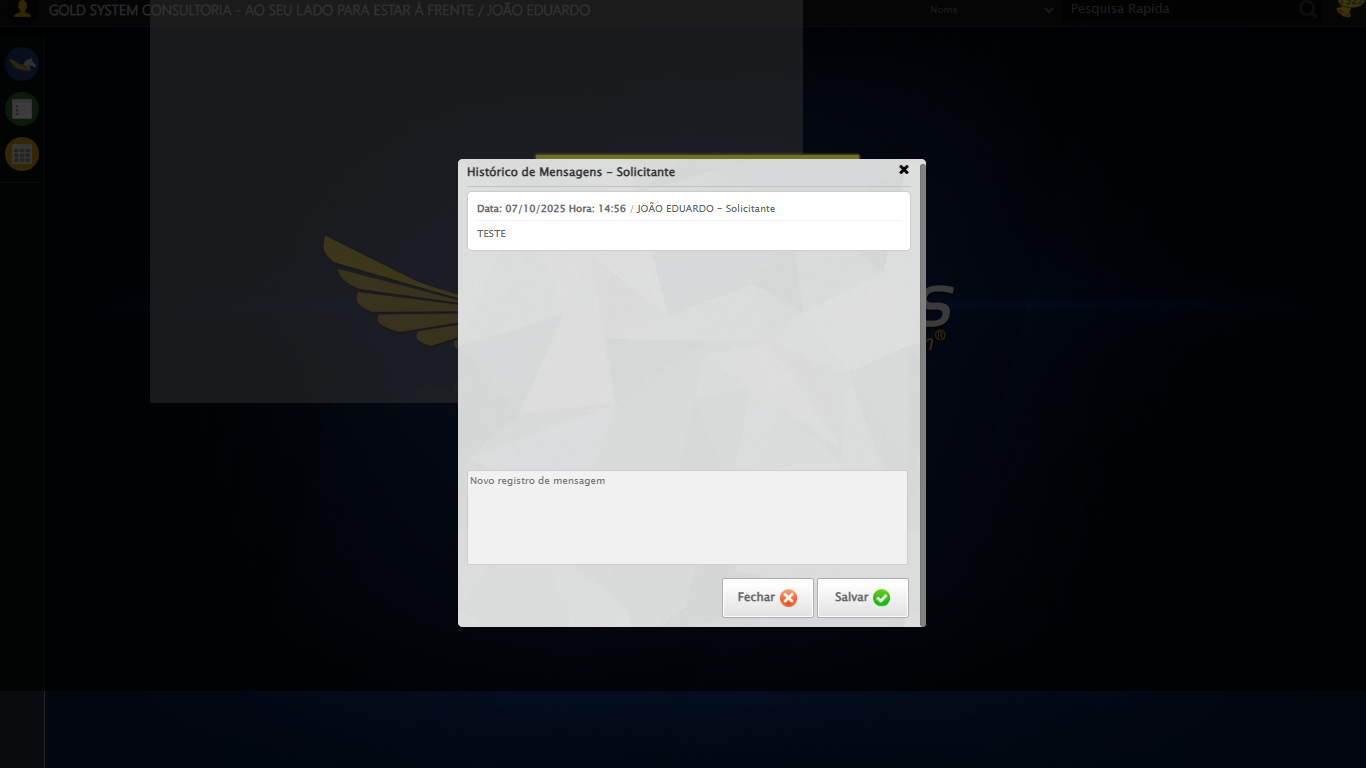 GOLD SYSTEM CONSULTORIA - AO SEU LADO PARA ESTAR À FRENTE / JOÃO EDUARDO
Nome
Pesquisa Rapida
Histórico de Mensagens - Solicitante
Data: 07/10/2025 Hora: 14:56 / JOÃO EDUARDO - Solicitante
TESTE
Novo registro de mensagem
Fechar
Salvar